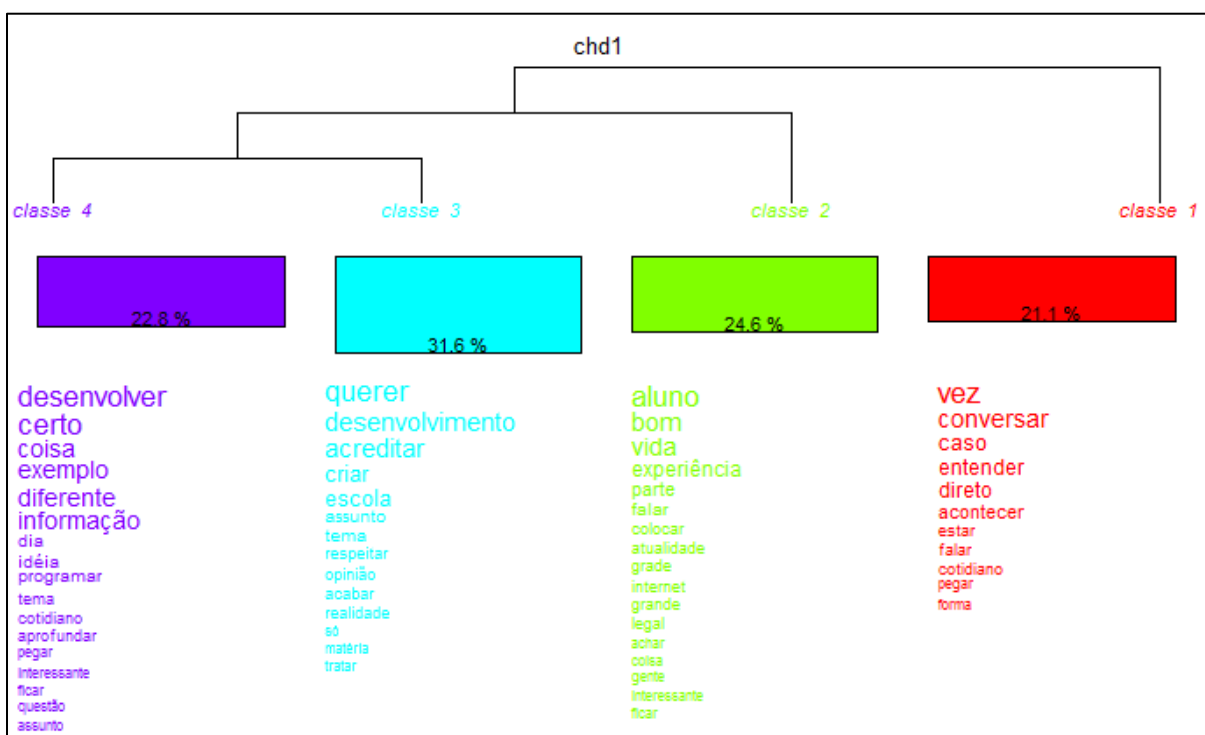 chd1
classe 4
classe 3
classe 2
classe 1
22.8 %
31.6 %
24.6 %
21.1 %
desenvolver
certo
coisa
exemplo
diferente
informação
dia
idéia
programar
tema
cotidiano
aprofundar
pegar
interessante
ficar
questão
assunto
querer
desenvolvimento
acreditar
criar
escola
assunto
tema
respeitar
opinião
acabar
realidade
só
matéria
tratar
aluno
bom
vida
experiência
parte
falar
colocar
atualidade
grade
internet
grande
legal
achar
coisa
gente
interessante
ficar
vez
conversar
caso
entender
direto
acontecer
estar
falar
cotidiano
pegar
forma